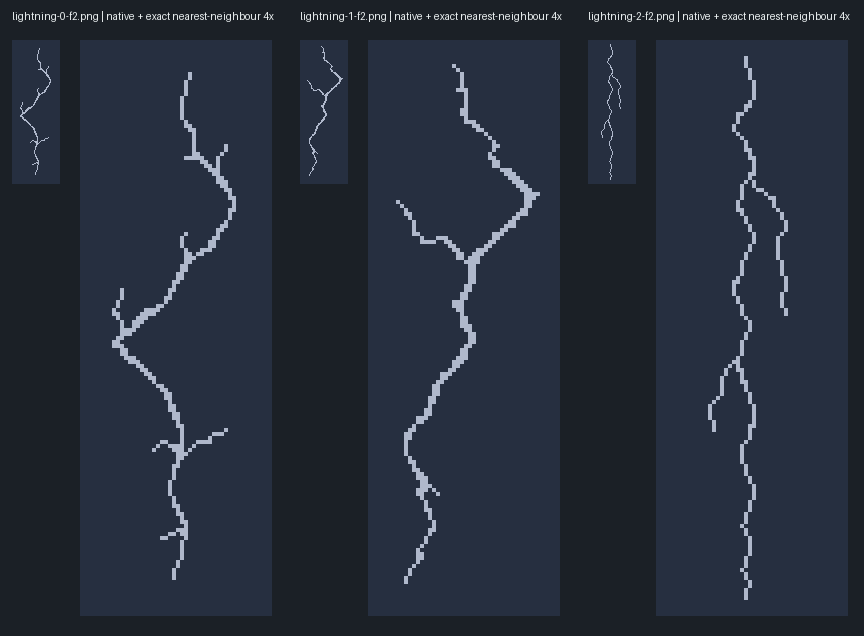 lightning-0-f2.png | native + exact nearest-neighbour 4x
lightning-1-f2.png | native + exact nearest-neighbour 4x
lightning-2-f2.png | native + exact nearest-neighbour 4x